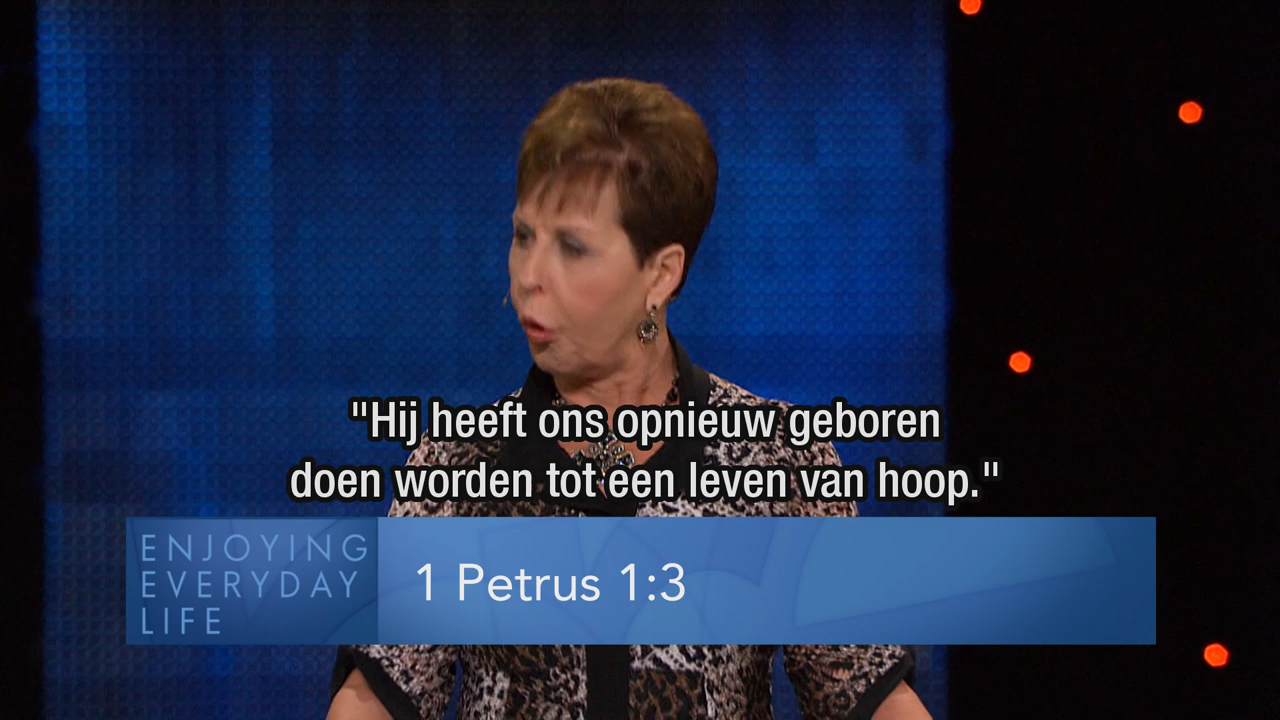 "Hij heeft ons opnieuw geboren
doen worden tot een leven van hoop."
ENJOYING
EVERYDAY
LIFE
1 Petrus 1:3